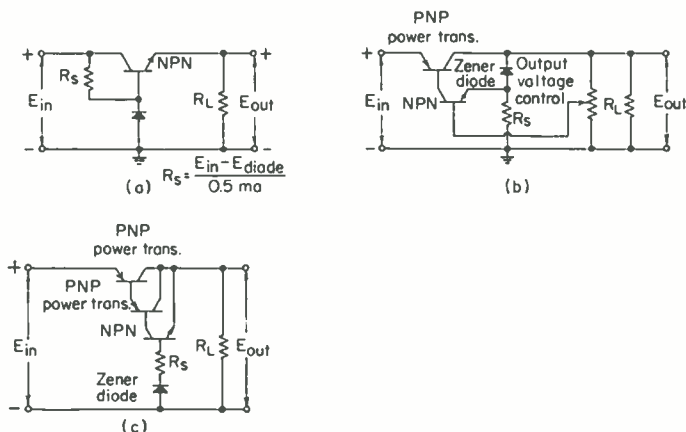 +
+
NPN
Rs
Ein
RL
Eout
-
-
(a) Rs = Ein - Ediode / 0.5 ma
PNP
power trans.
+
+
Zener
diode
Output
voltage
control
NPN
Ein
Rs
RL
Eout
-
-
(b)
PNP
power trans.
+
PNP
power trans.
NPN
Ein
Rs
RL
Eout
Zener
diode
-
(c)